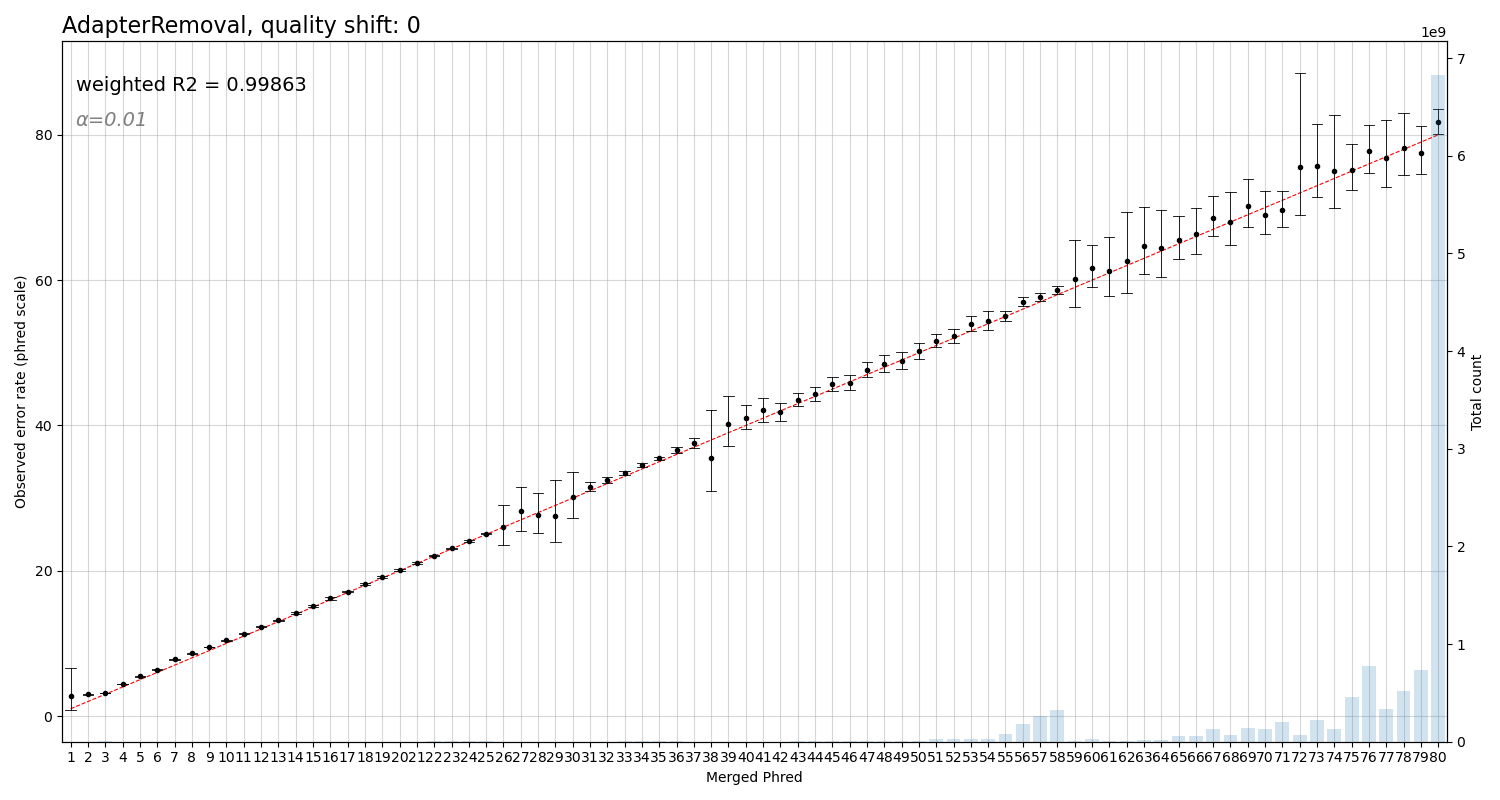 AdapterRemoval, quality shift: 0
1e9
weighted R2 = 0.99863
α=0.01
Observed error rate (phred scale)
80
60
40
20
0
7
6
5
4
3
2
1
0
Total count
1 2 3 4 5 6 7 8 9 10 11 12 13 14 15 16 17 18 19 20 21 22 23 24 25 26 27 28 29 30 31 32 33 34 35 36 37 38 39 40 41 42 43 44 45 46 47 48 49 50 51 52 53 54 55 56 57 58 59 60 61 62 63 64 65 66 67 68 69 70 71 72 73 74 75 76 77 78 79 80
Merged Phred